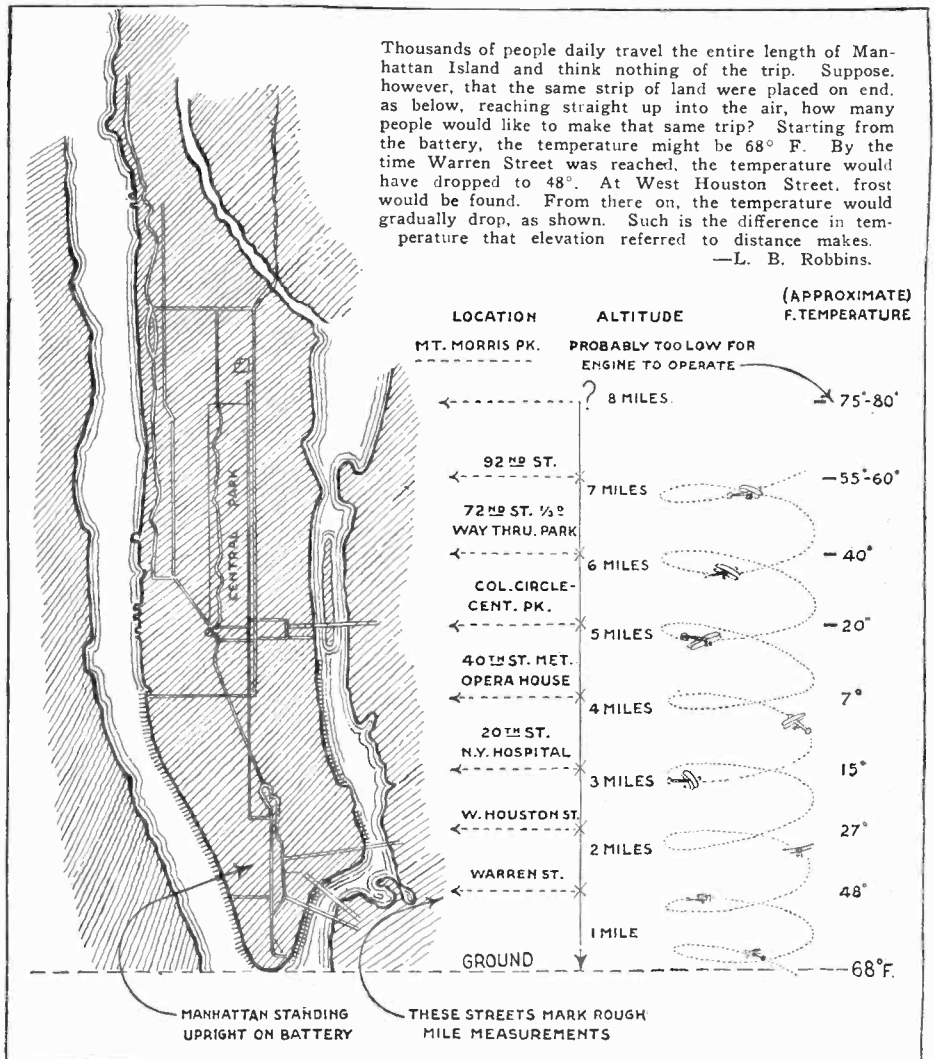 Thousands of people daily travel the entire length of Man-
hattan Island and think nothing of the trip. Suppose.
however, that the same strip of land were placed on end.
as below, reaching straight up into the air, how many
people would like to make that same trip? Starting from
the battery, the temperature might be 68° F. By the
time Warren Street was reached, the temperature would
have dropped to 48°. At West Houston Street, frost
would be found. From there on, the temperature would
gradually drop, as shown. Such is the difference in tem-
perature that elevation referred to distance makes.
—L. B. Robbins.
LOCATION
ALTITUDE
(APPROXIMATE)
F. TEMPERATURE
MT. MORRIS PK.
PROBABLY TOO LOW FOR
ENGINE TO OPERATE
? 8 MILES.
— 75°-80°
92ND ST.
7 MILES
—55°-60°
72ND ST. 1/3D
WAY THRU. PARK
6 MILES
—40°
COL.CIRCLE-
CENT. PK.
5 MILES
—20°
40TH ST. MET.
OPERA HOUSE
4 MILES
7°
20TH ST.
N.Y. HOSPITAL
3 MILES
15°
W. HOUSTON ST.
2 MILES
27°
WARREN ST.
48°
1 MILE
GROUND
68°F.
CENTRAL PARK
MANHATTAN STANDING
UPRIGHT ON BATTERY
THESE STREETS MARK ROUGH
MILE MEASUREMENTS